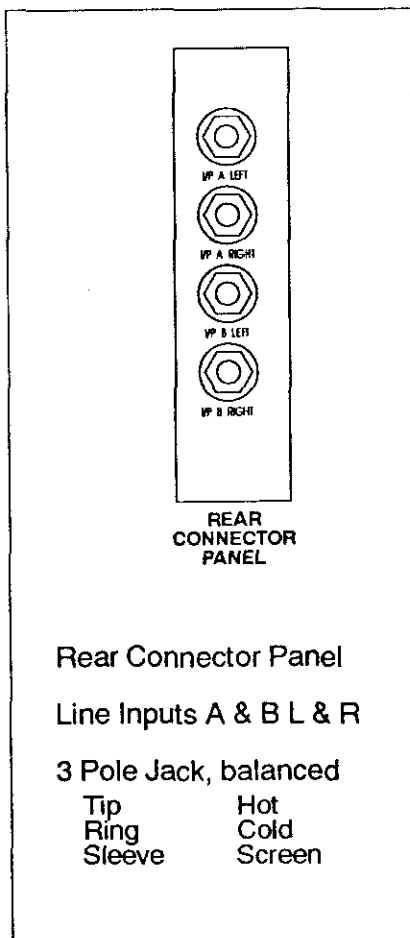 I/P A LEFT
I/P A RIGHT
I/P B LEFT
I/P B RIGHT
REAR
CONNECTOR
PANEL
Rear Connector Panel
Line Inputs A & B L & R
3 Pole Jack, balanced
Tip Hot
Ring Cold
Sleeve Screen